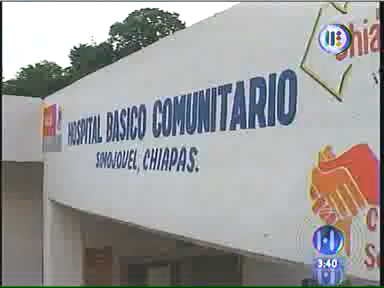 HOSPITAL BASICO COMUNITARIO
SIMOJOVEL, CHIAPAS.
Chia
3:40